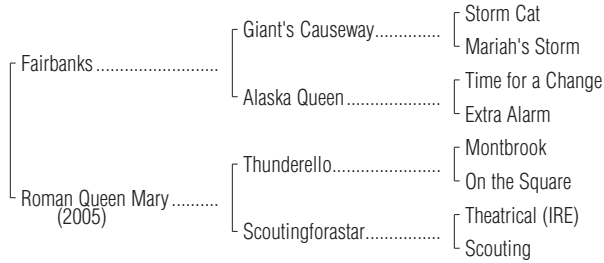 Storm Cat
Giant's Causeway..............
Mariah's Storm
Fairbanks ..........................
Time for a Change
Alaska Queen ....................
Extra Alarm
Montbrook
Thunderello.......................
On the Square
Roman Queen Mary ..........
(2005)
Theatrical (IRE)
Scoutingforastar................
Scouting